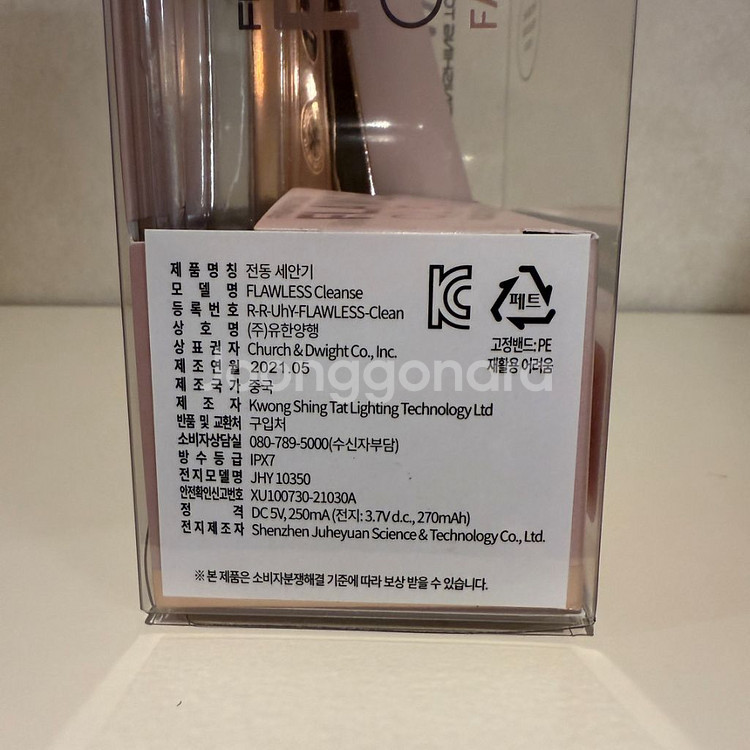 제품명칭 전동 세안기
모델명 FLAWLESS Cleanse
등록번호 R-R-UhY-FLAWLESS-Clean
상호명 (주)유한양행
상표권자 Church & Dwight Co., Inc.
제조연월 2021.05
제조국가 중국
제조자 Kwong Shing Tat Lighting Technology Ltd
반품 및 교환처 구입처
소비자상담실 080-789-5000(수신자부담)
방수등급 IPX7
전지모델명 JHY 10350
안전확인신고번호 XU100730-21030A
정격 DC 5V, 250mA (전지: 3.7V d.c., 270mAh)
전지제조자 Shenzhen Juheyuan Science & Technology Co., Ltd.
※ 본 제품은 소비자분쟁해결 기준에 따라 보상 받을 수 있습니다.
KC
페트
고정밴드: PE
재활용 어려움
Joonggonara